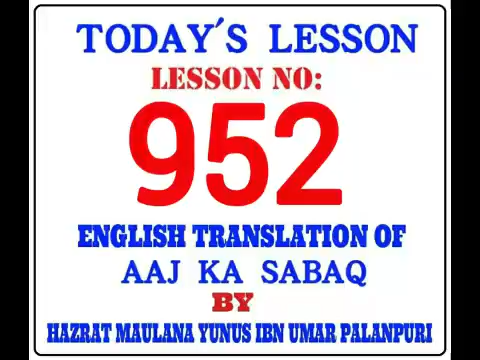 TODAY´S LESSON
LESSON NO:
952
ENGLISH TRANSLATION OF
AAJ KA SABAQ
BY
HAZRAT MAULANA YUNUS IBN UMAR PALANPURI